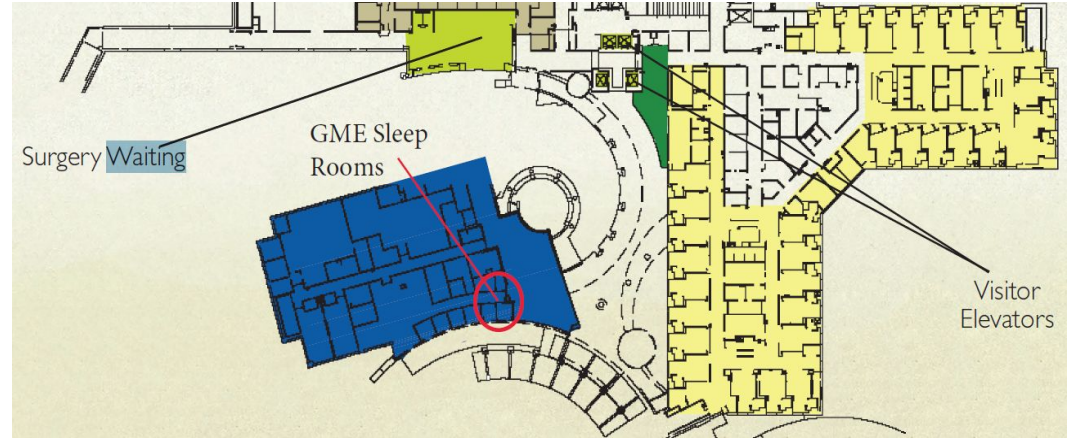 Surgery Waiting
GME Sleep
Rooms
Visitor
Elevators